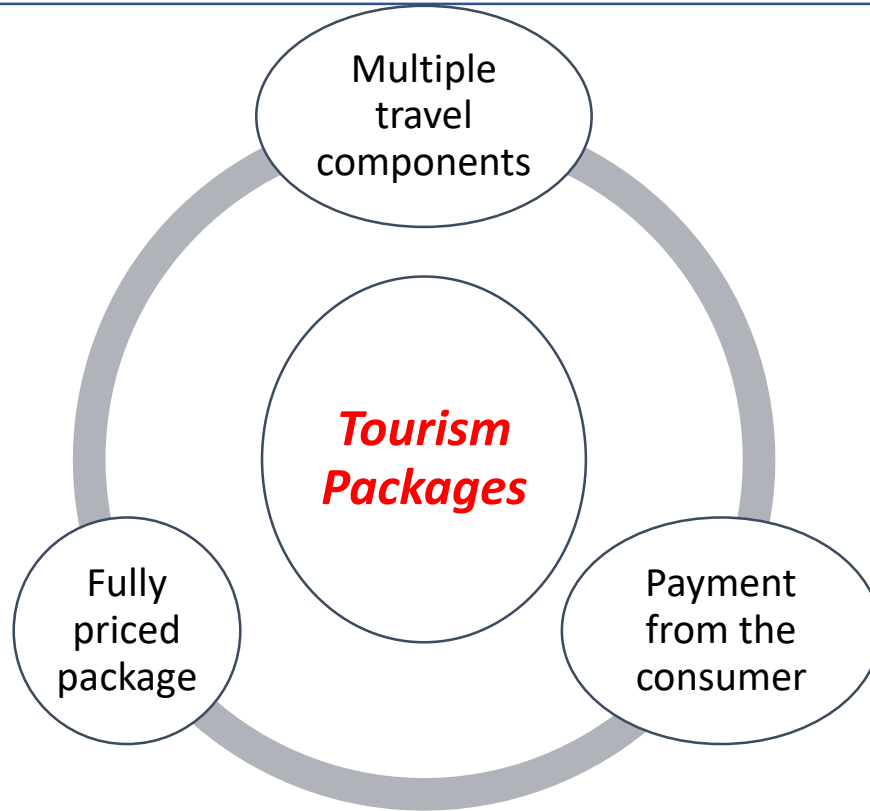 Multiple
travel
components
Tourism
Packages
Fully
priced
package
Payment
from the
consumer